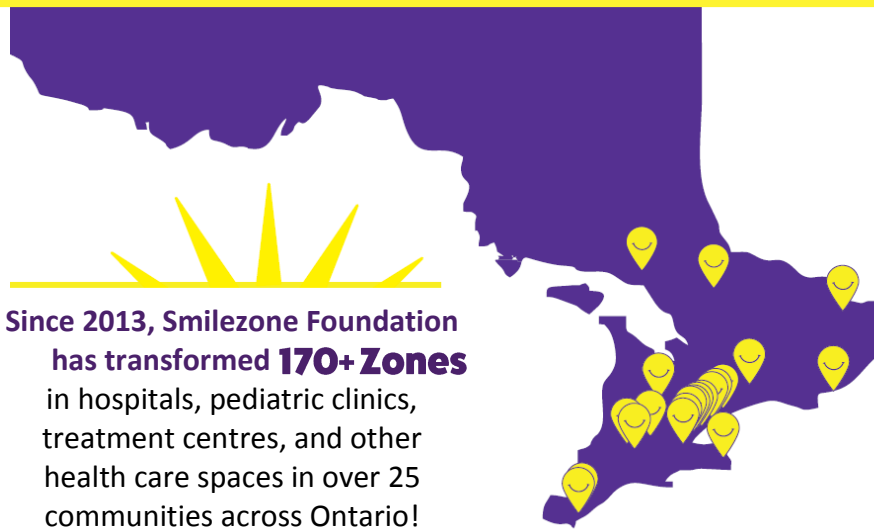 Since 2013, Smilezone Foundation
has transformed 170+ Zones
in hospitals, pediatric clinics,
treatment centres, and other
health care spaces in over 25
communities across Ontario!